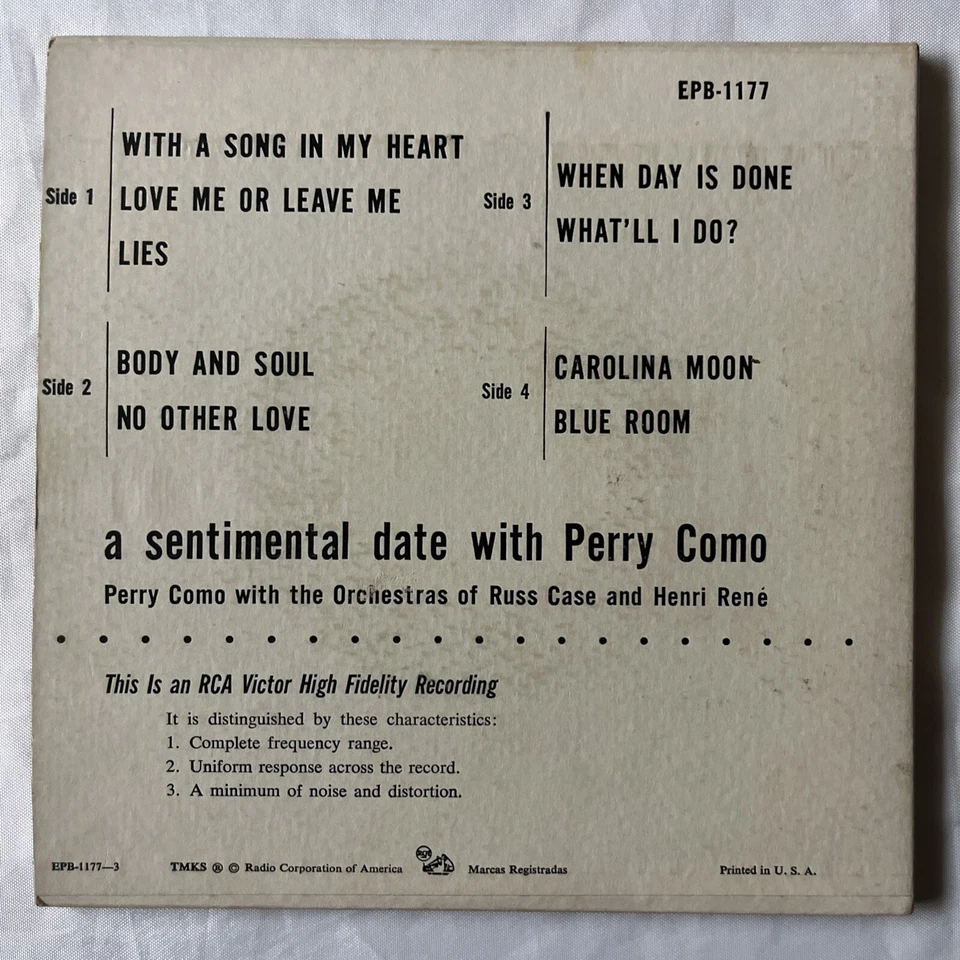 EPB-1177
Side 1
WITH A SONG IN MY HEART
LOVE ME OR LEAVE ME
LIES
Side 2
BODY AND SOUL
NO OTHER LOVE
Side 3
WHEN DAY IS DONE
WHAT'LL I DO?
Side 4
CAROLINA MOON
BLUE ROOM
a sentimental date with Perry Como
Perry Como with the Orchestras of Russ Case and Henri René
This Is an RCA Victor High Fidelity Recording
It is distinguished by these characteristics:
1. Complete frequency range.
2. Uniform response across the record.
3. A minimum of noise and distortion.
EPB-1177—3 TMKS ® © Radio Corporation of America RCA Marcas Registradas Printed in U. S. A.